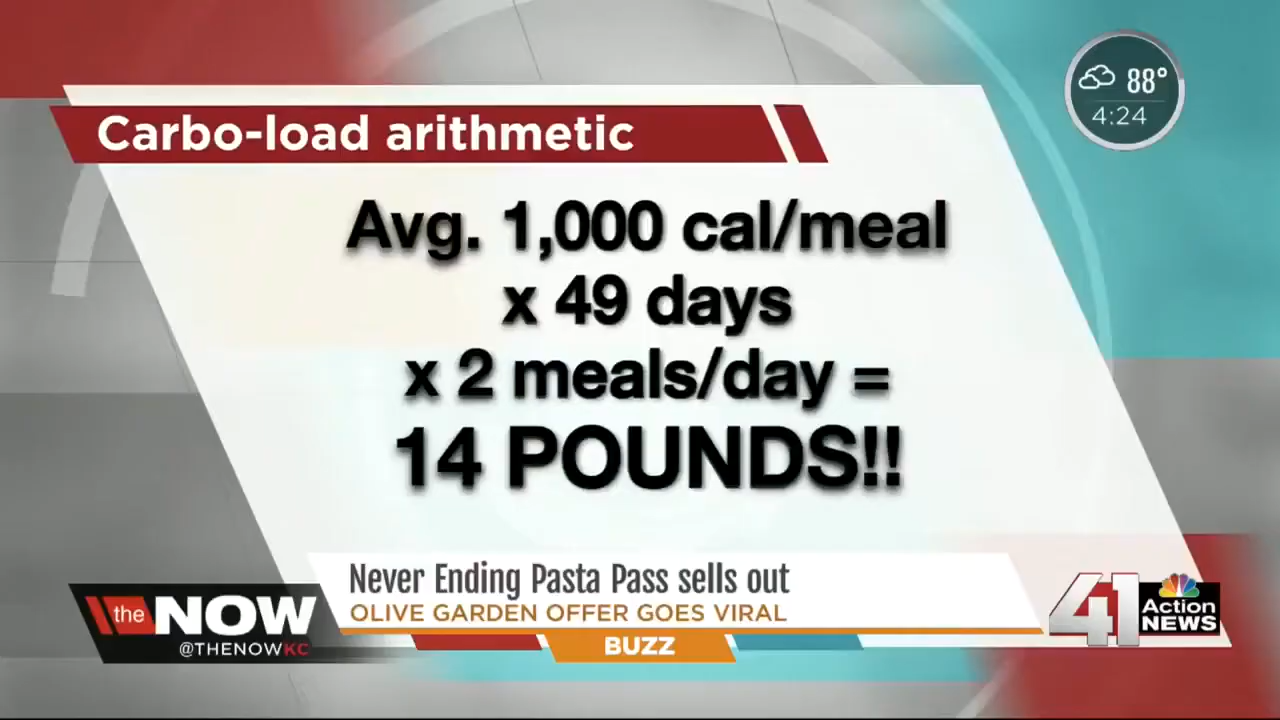 88°
4:24
Carbo-load arithmetic
Avg. 1,000 cal/meal
x 49 days
x 2 meals/day =
14 POUNDS!!
Never Ending Pasta Pass sells out
OLIVE GARDEN OFFER GOES VIRAL
BUZZ
the NOW
@THENOWKC
41 Action NEWS